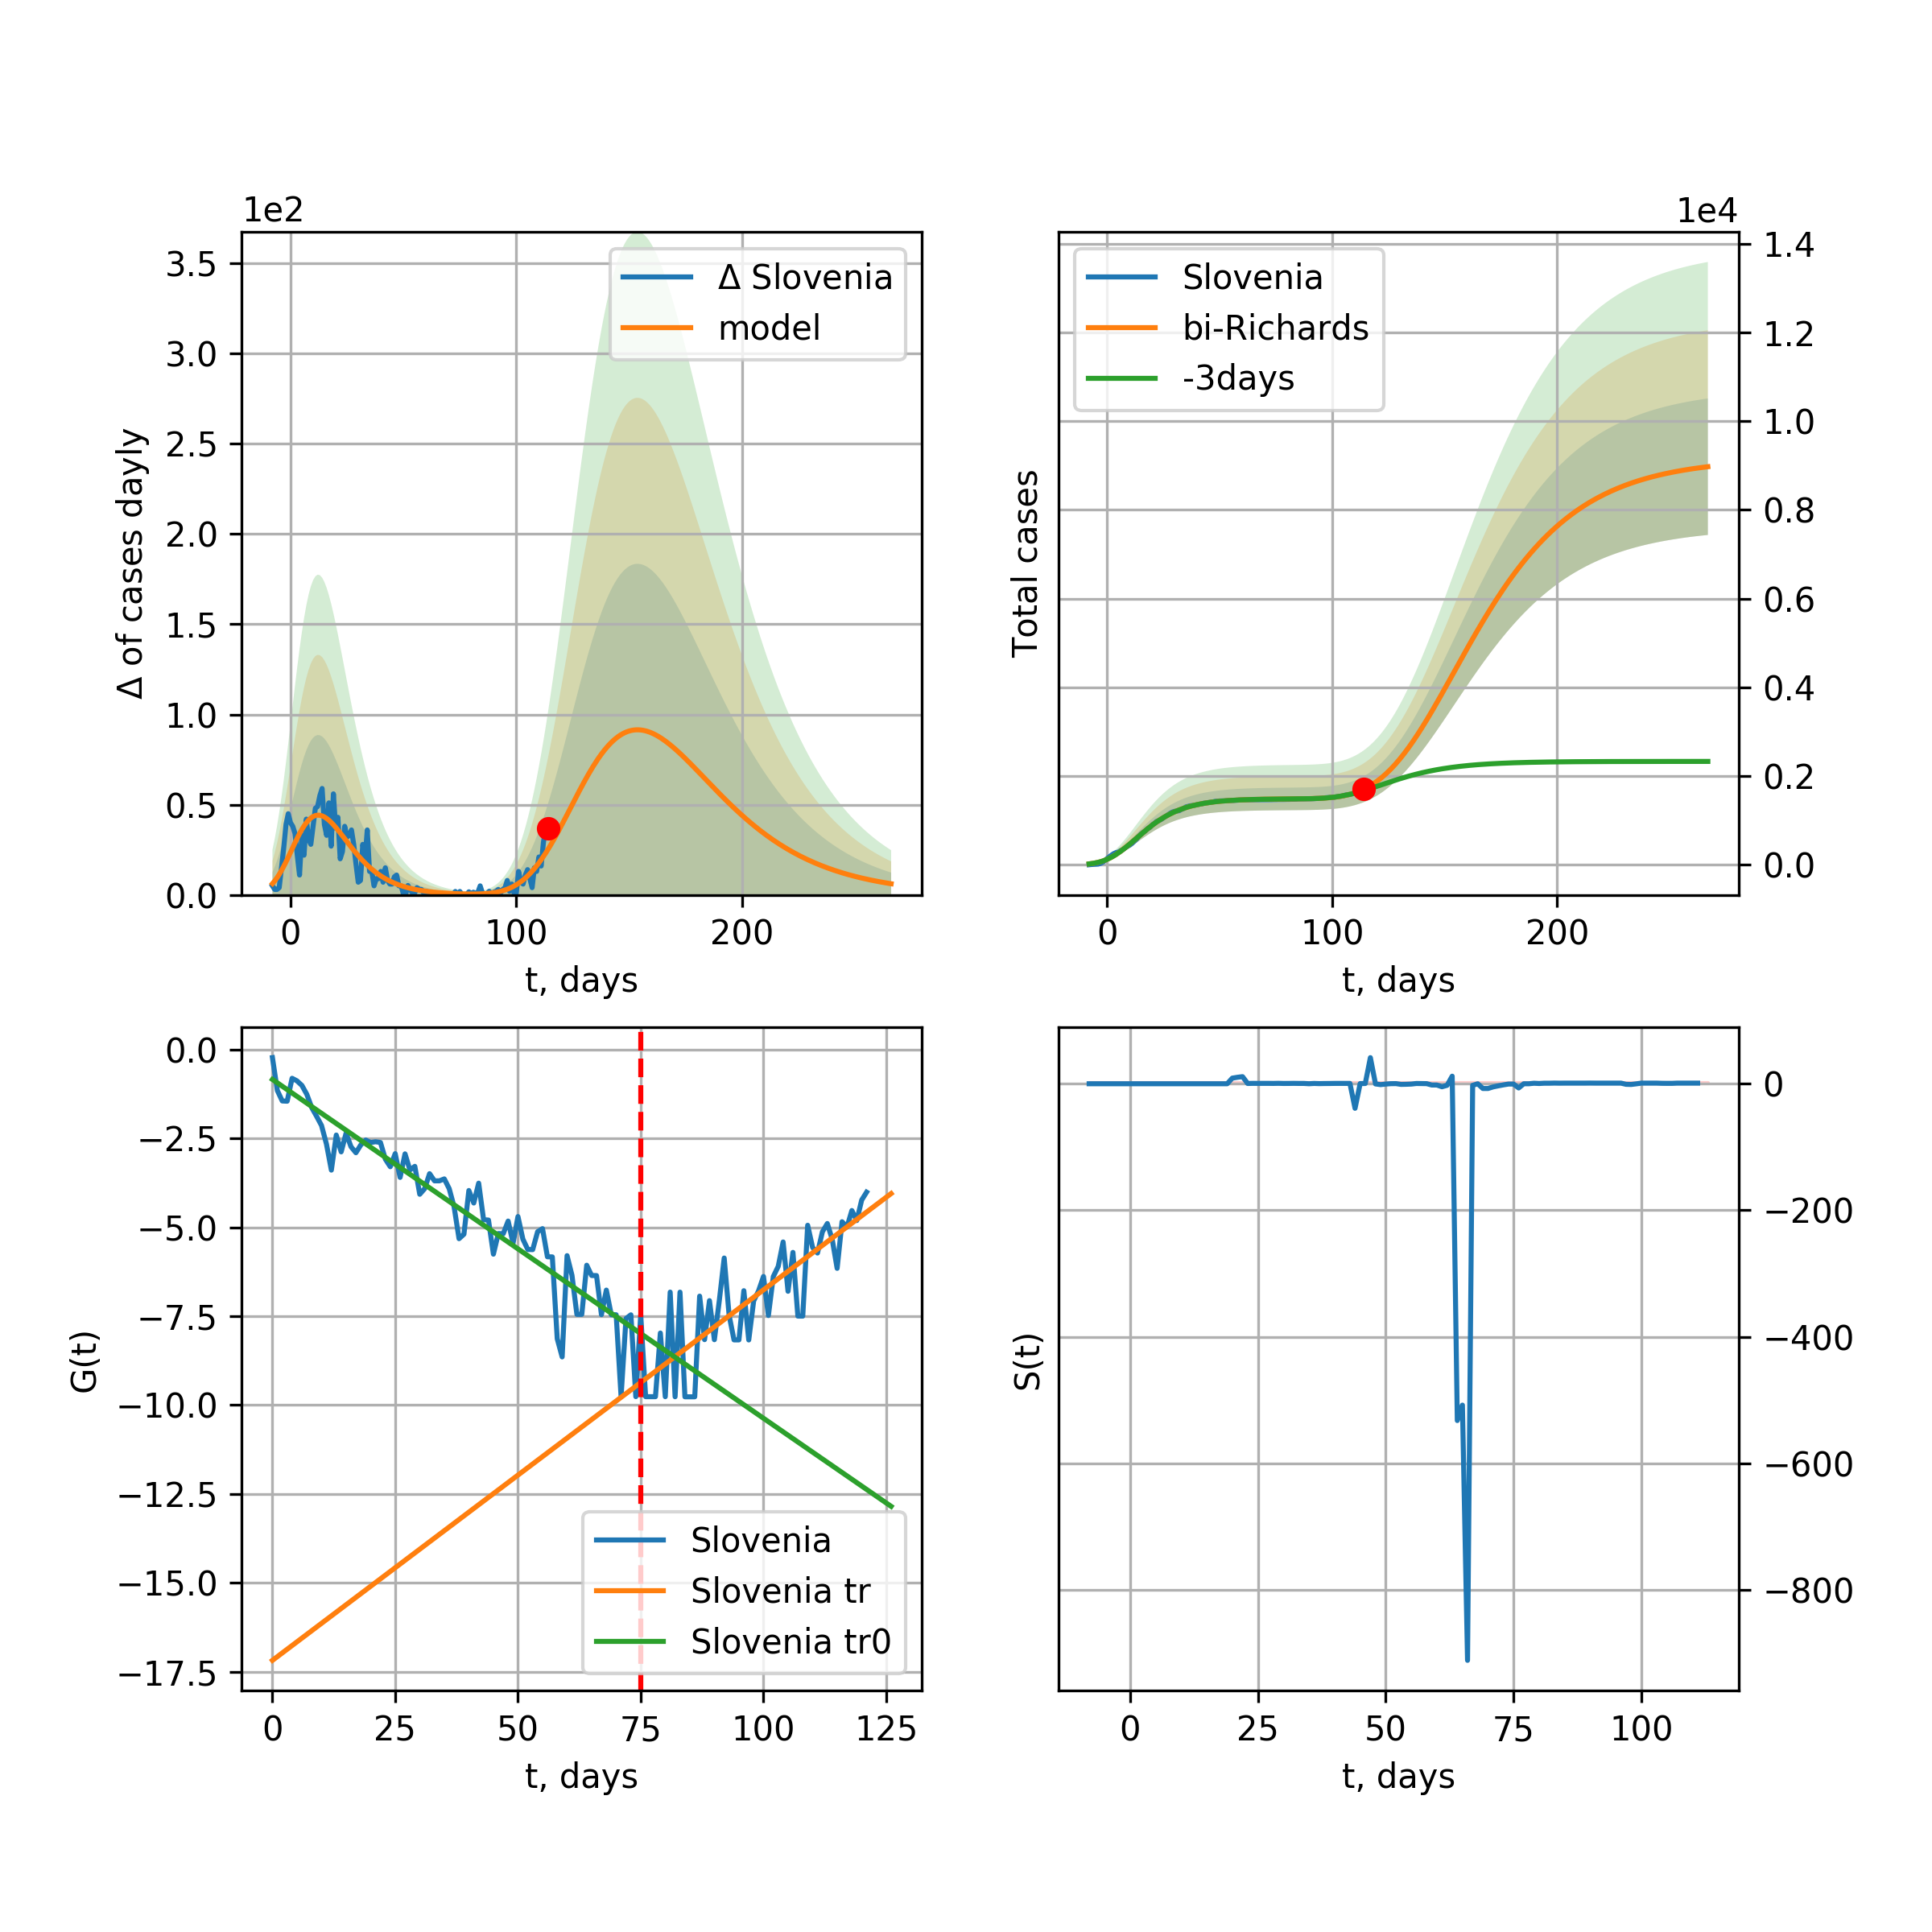 1e2
3.5
3.0
2.5
2.0
1.5
1.0
0.5
0.0
Δ of cases dayly
Δ Slovenia
model
0 100 200
t, days
1e4
1.4
1.2
1.0
0.8
0.6
0.4
0.2
0.0
Total cases
Slovenia
bi-Richards
-3days
0 100 200
t, days
0.0
−2.5
−5.0
−7.5
−10.0
−12.5
−15.0
−17.5
G(t)
Slovenia
Slovenia tr
Slovenia tr0
0 25 50 75 100 125
t, days
0
−200
−400
−600
−800
S(t)
0 25 50 75 100
t, days